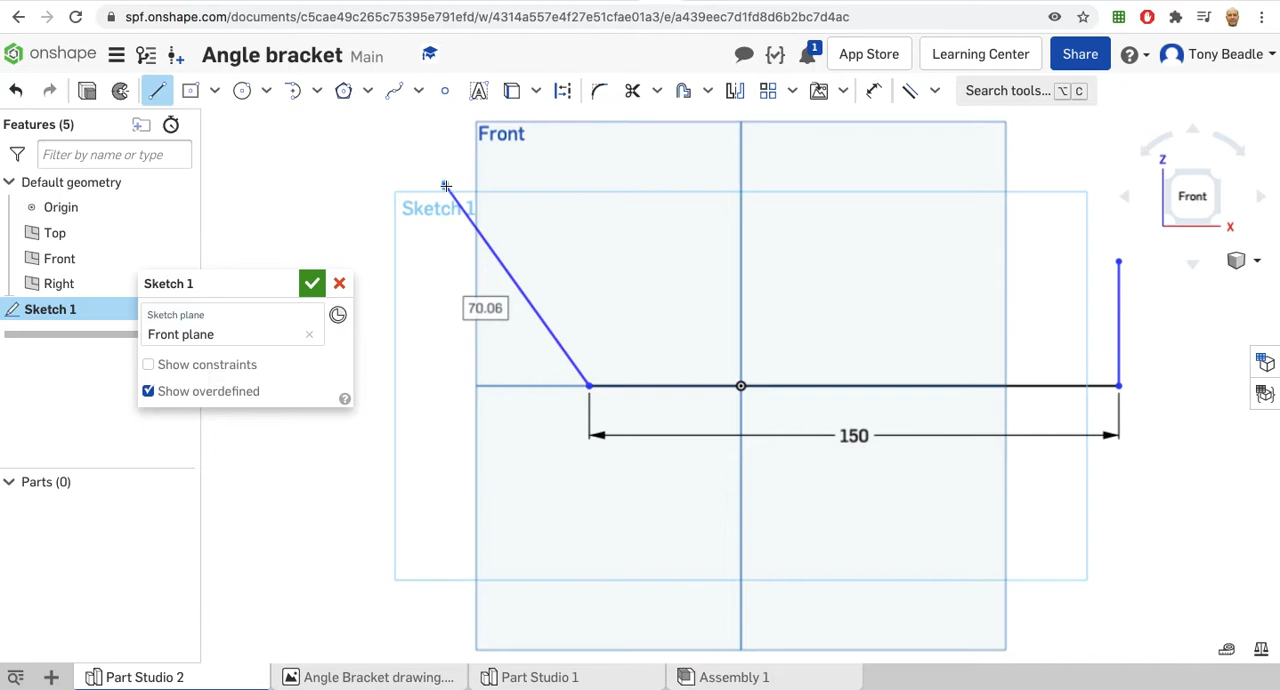 spf.onshape.com/documents/c5cae49c265c75395e791efd/w/4314a557e4f27e51cfae01a3/e/a439eec7d1fd8d6b2bc7d4ac
onshape
Angle bracket Main
1
App Store
Learning Center
Share
Tony Beadle
Search tools... ⌥ C
Features (5)
Filter by name or type
Default geometry
Origin
Top
Front
Right
Sketch 1
Sketch 1
Sketch plane
Front plane
Show constraints
Show overdefined
Parts (0)
Front
Sketch 1
70.06
150
Z
Front
X
Part Studio 2
Angle Bracket drawing....
Part Studio 1
Assembly 1